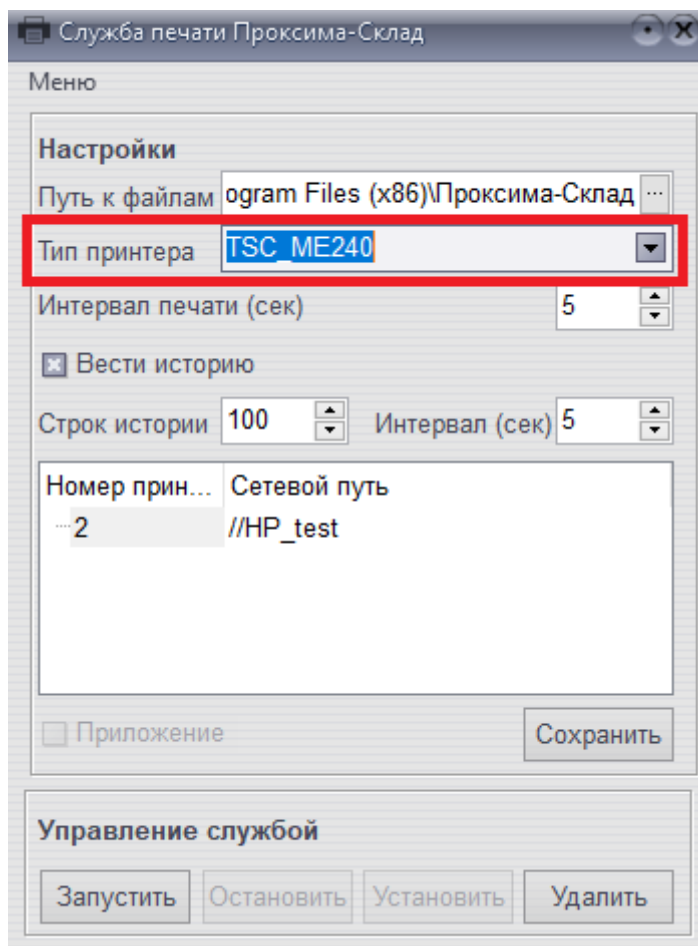 Служба печати Проксима-Склад
Меню
Настройки
Путь к файлам ogram Files (x86)\Проксима-Склад ...
Тип принтера TSC_ME240
Интервал печати (сек) 5
Вести историю
Строк истории 100 Интервал (сек) 5
Номер прин... Сетевой путь
2 //HP_test
Приложение Сохранить
Управление службой
Запустить Остановить Установить Удалить